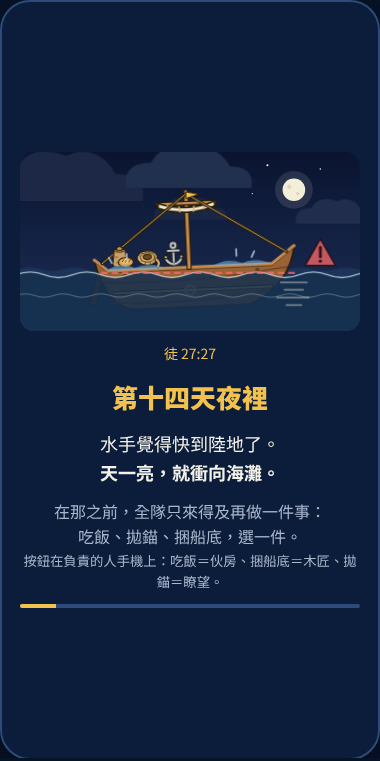 徒 27:27
第十四天夜裡
水手覺得快到陸地了。
天一亮，就衝向海灘。
在那之前，全隊只來得及再做一件事：
吃飯、拋錨、捆船底，選一件。
按鈕在負責的人手機上：吃飯＝伙房、捆船底＝木匠、拋
錨＝瞭望。